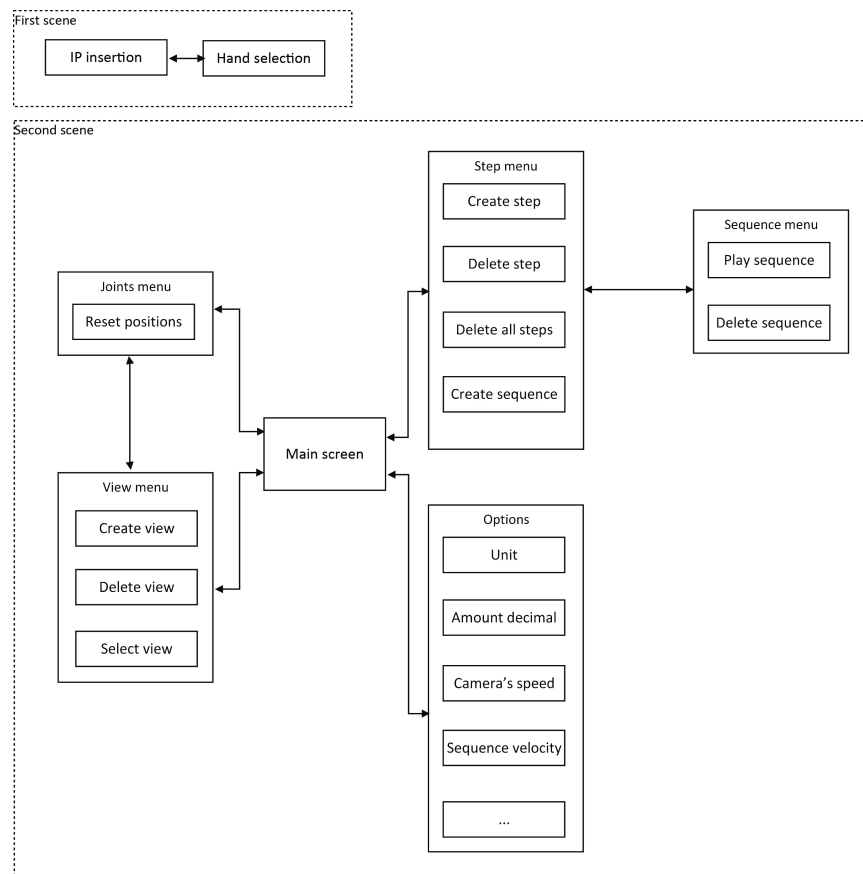 First scene
IP insertion
Hand selection
Second scene
Step menu
Create step
Delete step
Delete all steps
Create sequence
Sequence menu
Play sequence
Delete sequence
Joints menu
Reset positions
Main screen
View menu
Create view
Delete view
Select view
Options
Unit
Amount decimal
Camera’s speed
Sequence velocity
...